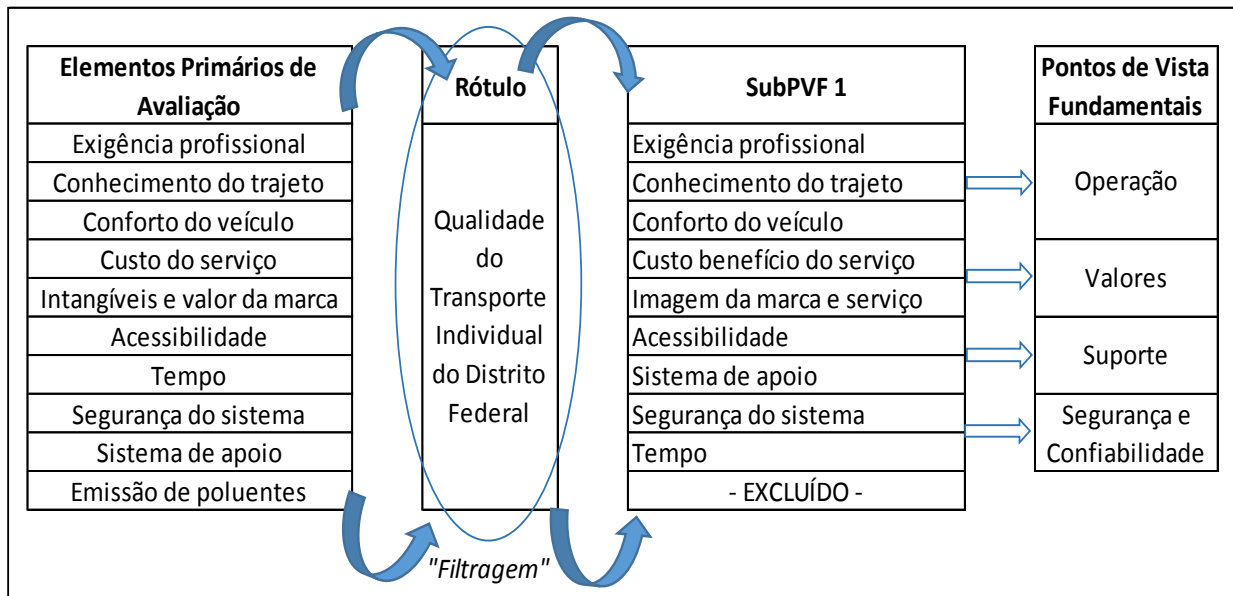 Elementos Primários de
Avaliação
Exigência profissional
Conhecimento do trajeto
Conforto do veículo
Custo do serviço
Intangíveis e valor da marca
Acessibilidade
Tempo
Segurança do sistema
Sistema de apoio
Emissão de poluentes
Rótulo
Qualidade
do
Transporte
Individual
do Distrito
Federal
"Filtragem"
SubPVF 1
Exigência profissional
Conhecimento do trajeto
Conforto do veículo
Custo benefício do serviço
Imagem da marca e serviço
Acessibilidade
Sistema de apoio
Segurança do sistema
Tempo
- EXCLUÍDO -
Pontos de Vista
Fundamentais
Operação
Valores
Suporte
Segurança e
Confiabilidade